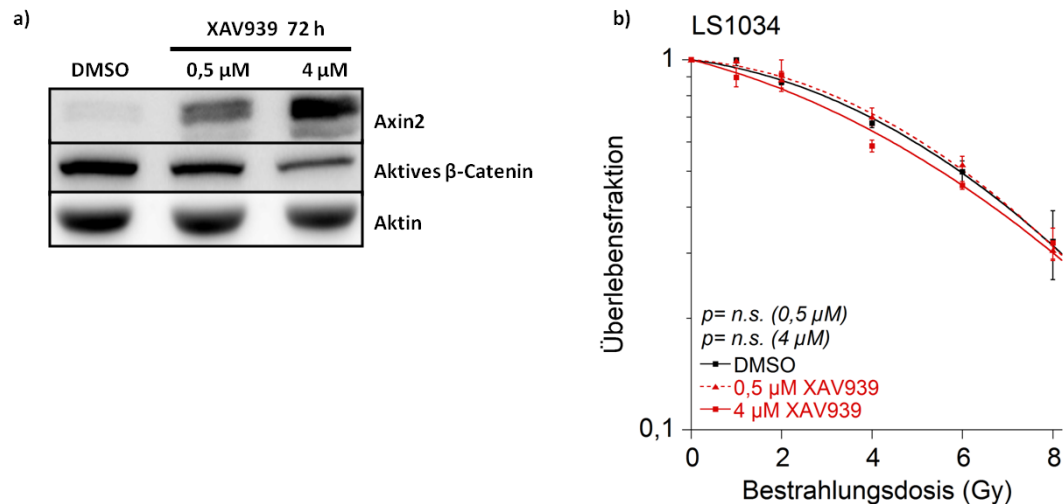 a)
XAV939 72 h
DMSO 0,5 µM 4 µM
Axin2
Aktives β-Catenin
Aktin
b)
LS1034
1
Überlebensfraktion
p= n.s. (0,5 µM)
p= n.s. (4 µM)
DMSO
0,5 µM XAV939
4 µM XAV939
0,1
0 2 4 6 8
Bestrahlungsdosis (Gy)